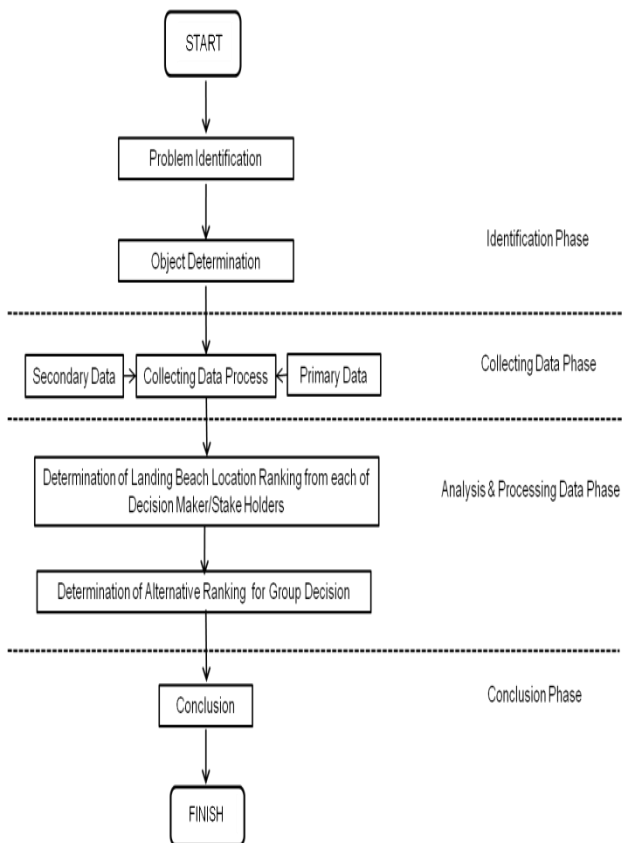 START
Problem Identification
Identification Phase
Object Determination
Collecting Data Phase
Secondary Data
Collecting Data Process
Primary Data
Determination of Landing Beach Location Ranking from each of
Decision Maker/Stake Holders
Analysis & Processing Data Phase
Determination of Alternative Ranking for Group Decision
Conclusion Phase
Conclusion
FINISH